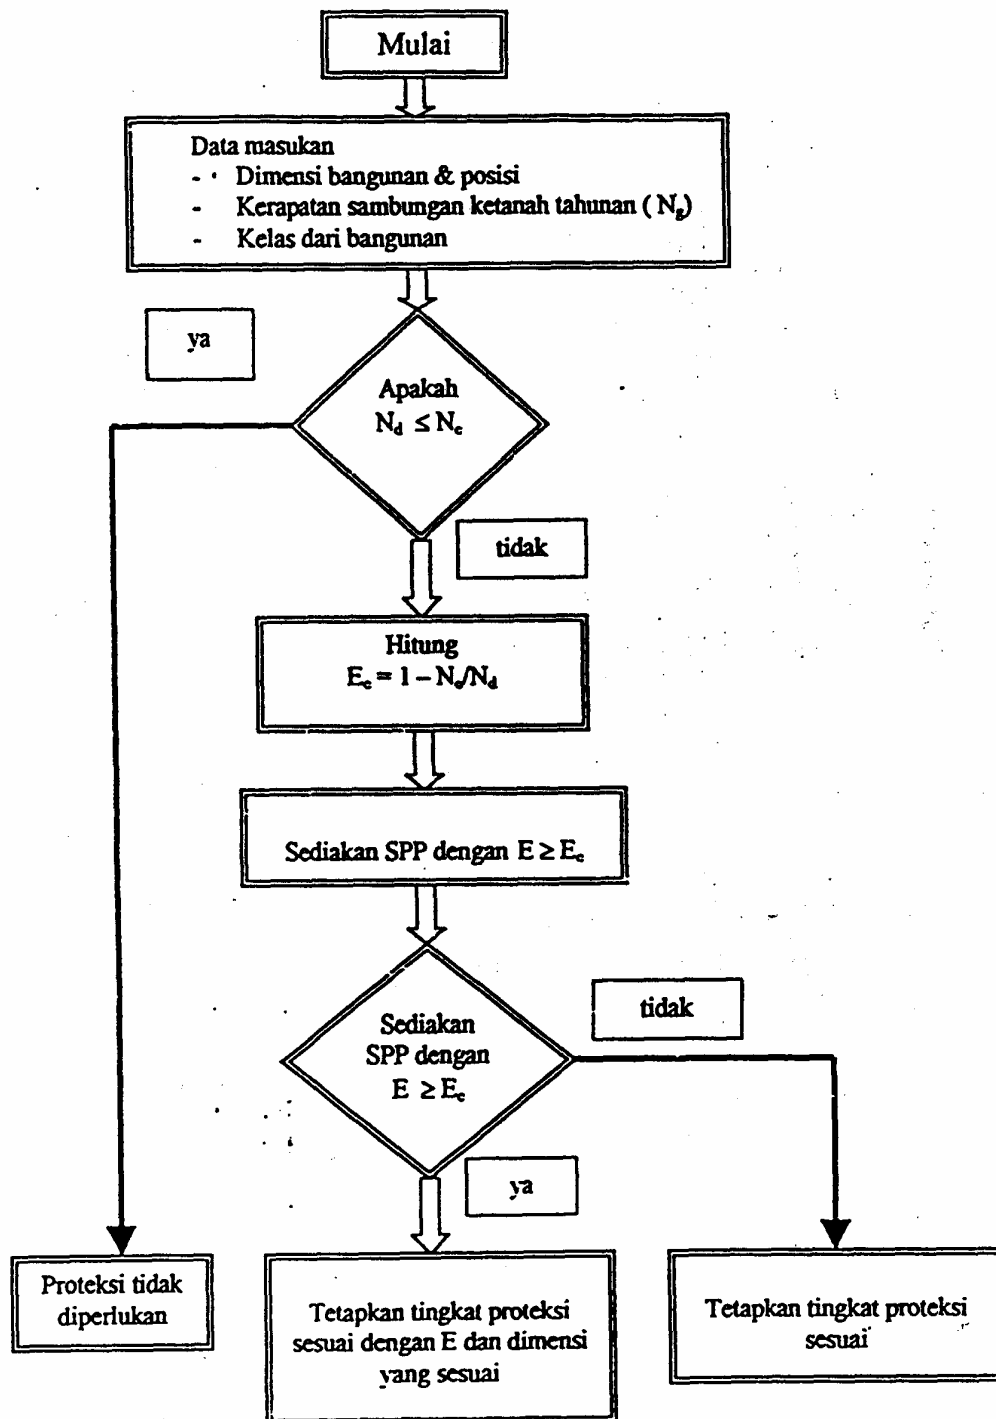 Mulai
Data masukan
- Dimensi bangunan & posisi
- Kerapatan sambungan ketanah tahunan ( Ng)
- Kelas dari bangunan
ya
Apakah
Nd ≤ Nc
tidak
Hitung
Ec = 1 – Nc/Nd
Sediakan SPP dengan E ≥ Ec
tidak
Sediakan
SPP dengan
E ≥ Ec
ya
Proteksi tidak
diperlukan
Tetapkan tingkat proteksi
sesuai dengan E dan dimensi
yang sesuai
Tetapkan tingkat proteksi
sesuai